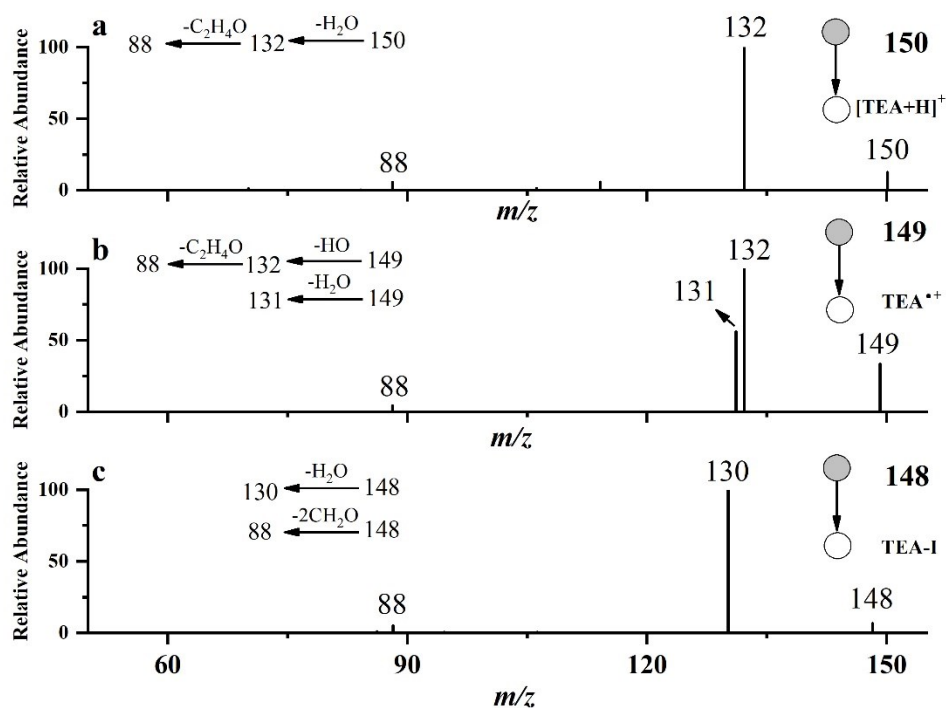 a
-C₂H₄O -H₂O
88 132 150
132
150
[TEA+H]⁺
100
50
0
Relative Abundance
88
150
m/z
b
-C₂H₄O -HO
88 132 149
-H₂O
131 149
132
131
149
TEA•⁺
100
50
0
Relative Abundance
88
149
m/z
c
-H₂O
130 148
-2CH₂O
88 148
130
148
TEA-I
100
50
0
Relative Abundance
88
148
60 90 120 150
m/z